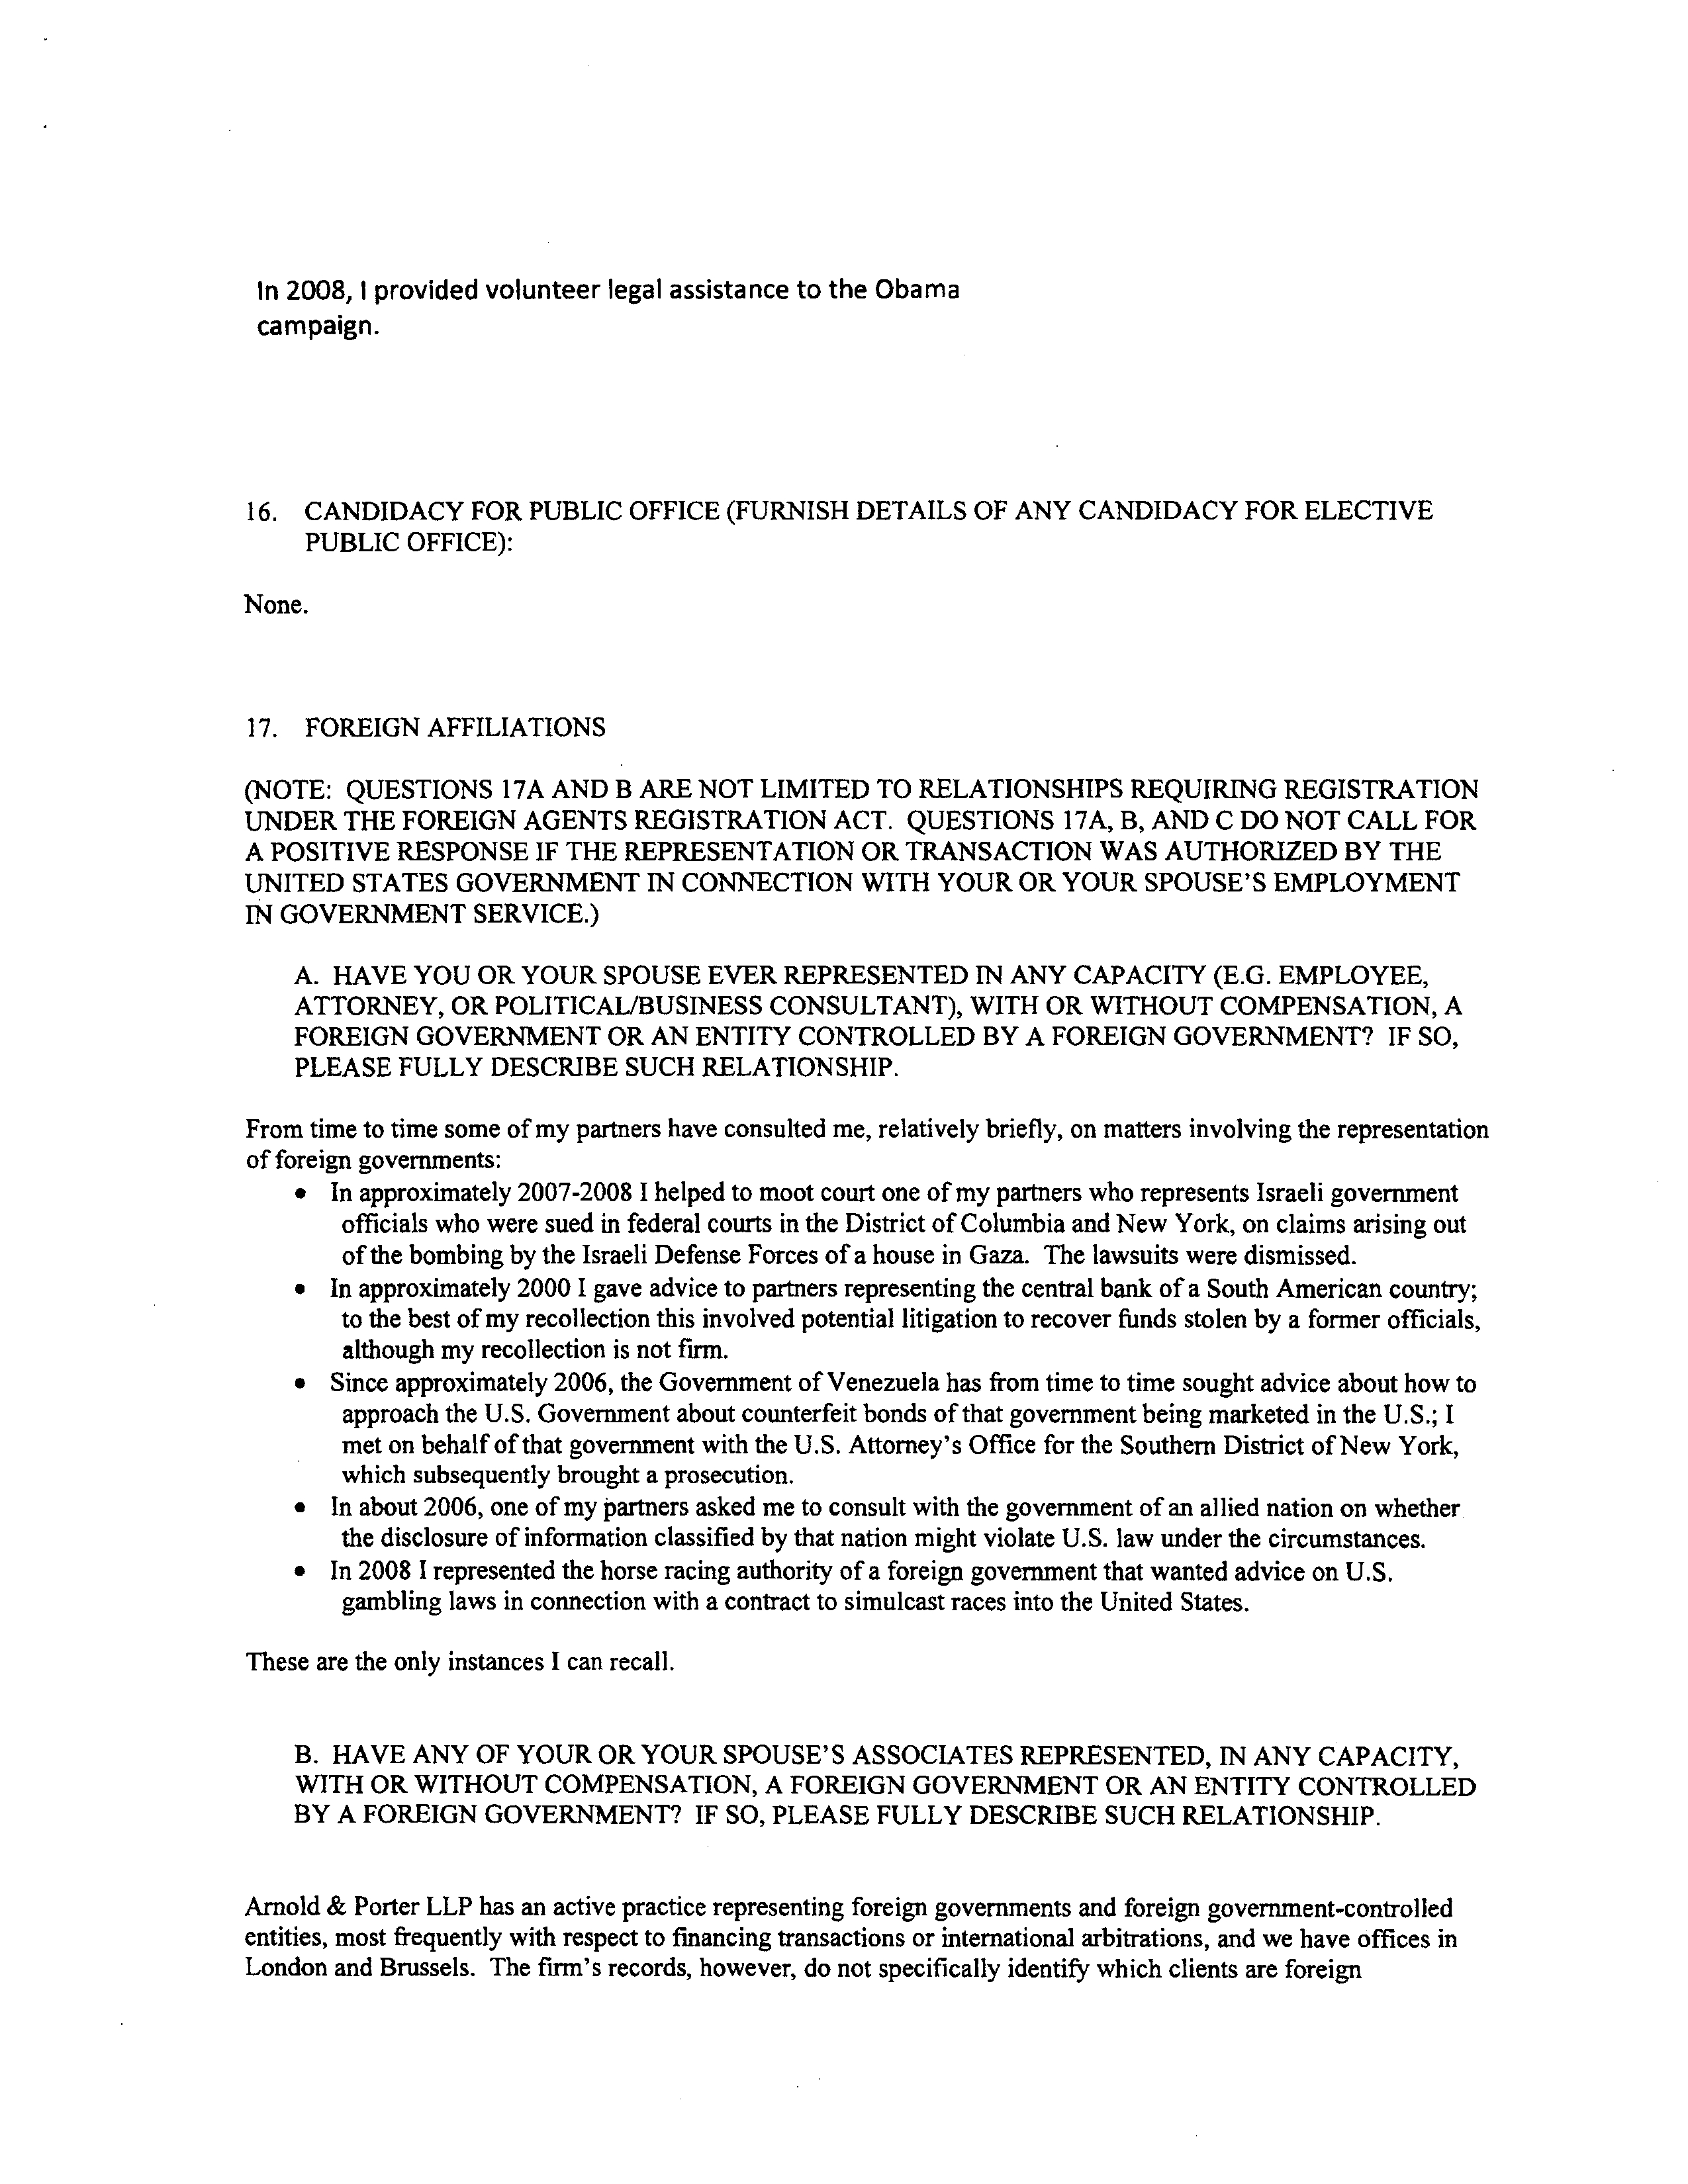 In 2008, I provided volunteer legal assistance to the Obama
campaign.
16. CANDIDACY FOR PUBLIC OFFICE (FURNISH DETAILS OF ANY CANDIDACY FOR ELECTIVE
PUBLIC OFFICE):
None.
17. FOREIGN AFFILIATIONS
(NOTE: QUESTIONS 17A AND B ARE NOT LIMITED TO RELATIONSHIPS REQUIRING REGISTRATION
UNDER THE FOREIGN AGENTS REGISTRATION ACT. QUESTIONS 17A, B, AND C DO NOT CALL FOR
A POSITIVE RESPONSE IF THE REPRESENTATION OR TRANSACTION WAS AUTHORIZED BY THE
UNITED STATES GOVERNMENT IN CONNECTION WITH YOUR OR YOUR SPOUSE'S EMPLOYMENT
IN GOVERNMENT SERVICE.)
A. HAVE YOU OR YOUR SPOUSE EVER REPRESENTED IN ANY CAPACITY (E.G. EMPLOYEE,
ATTORNEY, OR POLITICAL/BUSINESS CONSULTANT), WITH OR WITHOUT COMPENSATION, A
FOREIGN GOVERNMENT OR AN ENTITY CONTROLLED BY A FOREIGN GOVERNMENT? IF SO,
PLEASE FULLY DESCRIBE SUCH RELATIONSHIP.
From time to time some of my partners have consulted me, relatively briefly, on matters involving the representation
of foreign governments:
• In approximately 2007-2008 I helped to moot court one of my partners who represents Israeli government
officials who were sued in federal courts in the District of Columbia and New York, on claims arising out
of the bombing by the Israeli Defense Forces of a house in Gaza. The lawsuits were dismissed.
• In approximately 2000 I gave advice to partners representing the central bank of a South American country;
to the best of my recollection this involved potential litigation to recover funds stolen by a former officials,
although my recollection is not firm.
• Since approximately 2006, the Government of Venezuela has from time to time sought advice about how to
approach the U.S. Government about counterfeit bonds of that government being marketed in the U.S.; I
met on behalf of that government with the U.S. Attorney's Office for the Southern District of New York,
which subsequently brought a prosecution.
• In about 2006, one of my partners asked me to consult with the government of an allied nation on whether
the disclosure of information classified by that nation might violate U.S. law under the circumstances.
• In 2008 I represented the horse racing authority of a foreign government that wanted advice on U.S.
gambling laws in connection with a contract to simulcast races into the United States.
These are the only instances I can recall.
B. HAVE ANY OF YOUR OR YOUR SPOUSE'S ASSOCIATES REPRESENTED, IN ANY CAPACITY,
WITH OR WITHOUT COMPENSATION, A FOREIGN GOVERNMENT OR AN ENTITY CONTROLLED
BY A FOREIGN GOVERNMENT? IF SO, PLEASE FULLY DESCRIBE SUCH RELATIONSHIP.
Arnold & Porter LLP has an active practice representing foreign governments and foreign government-controlled
entities, most frequently with respect to financing transactions or international arbitrations, and we have offices in
London and Brussels. The firm's records, however, do not specifically identify which clients are foreign